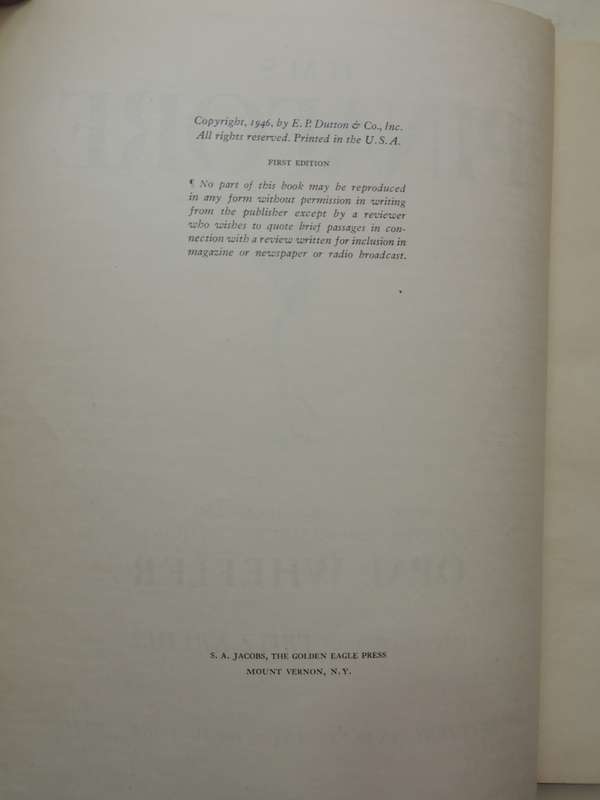 Copyright, 1946, by E. P. Dutton & Co., Inc.
All rights reserved. Printed in the U. S. A.
FIRST EDITION
¶ No part of this book may be reproduced
in any form without permission in writing
from the publisher except by a reviewer
who wishes to quote brief passages in con-
nection with a review written for inclusion in
magazine or newspaper or radio broadcast.
S. A. JACOBS, THE GOLDEN EAGLE PRESS
MOUNT VERNON, N. Y.